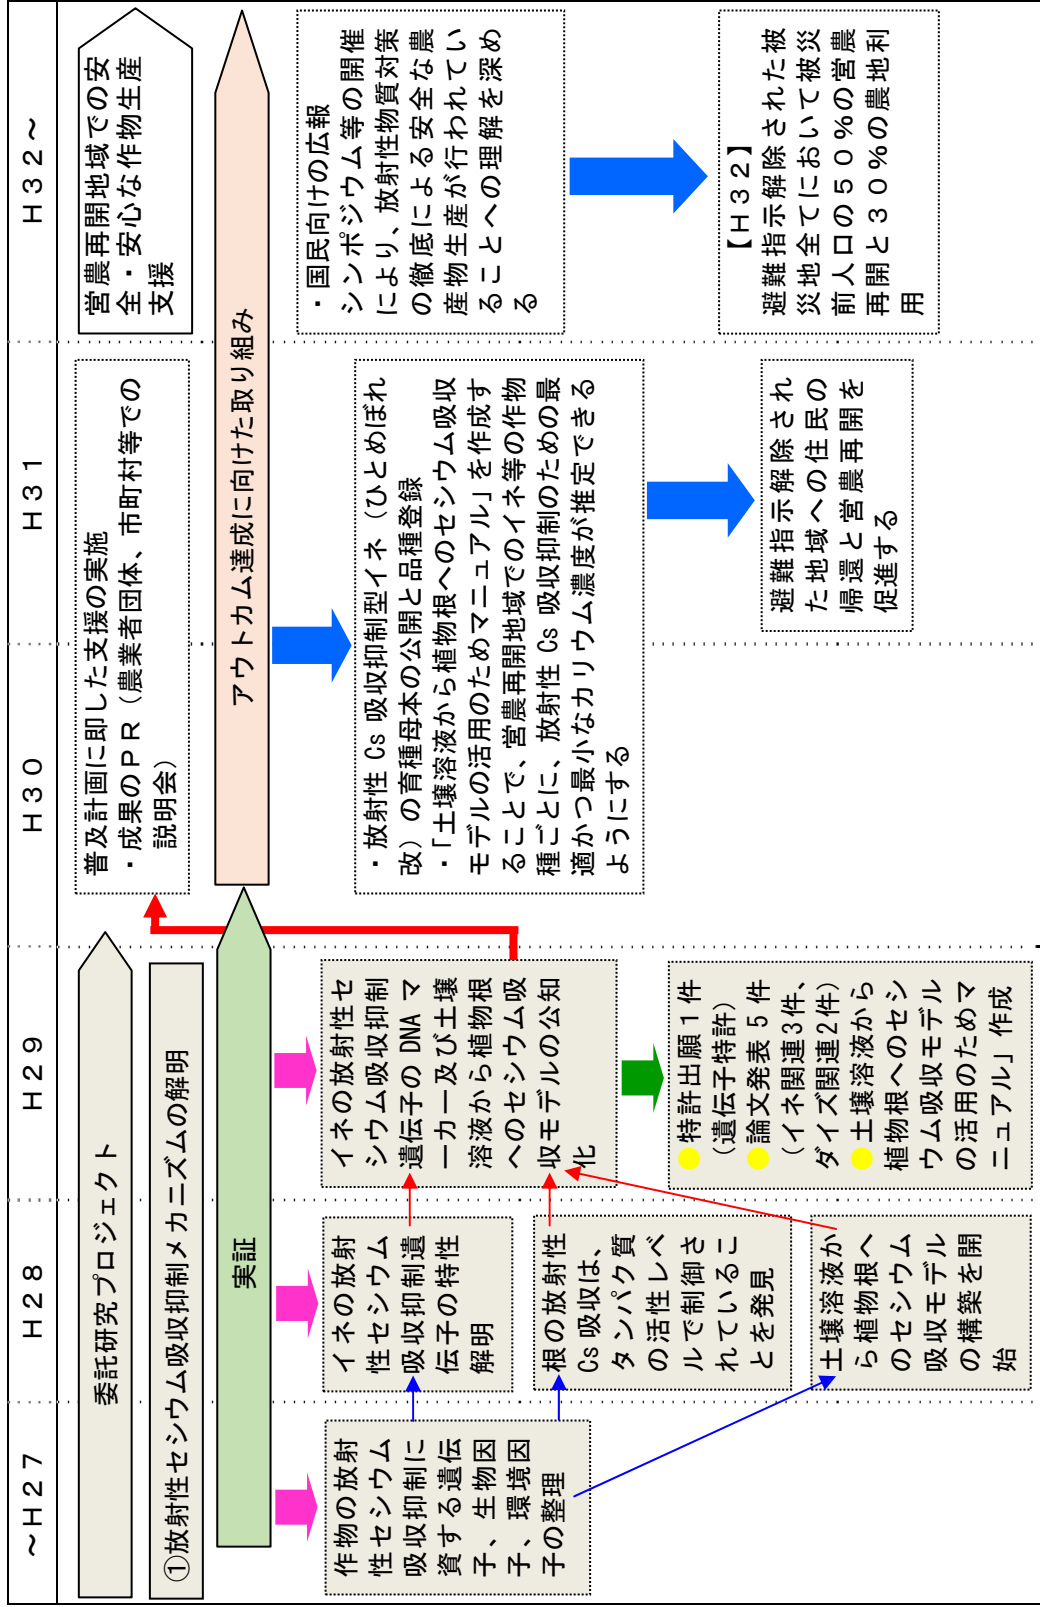 ～Ｈ２７
Ｈ２８
Ｈ２９
Ｈ３０
Ｈ３１
Ｈ３２～
委託研究プロジェクト
①放射性セシウム吸収抑制メカニズムの解明
実証
作物の放射
性セシウム
吸収抑制に
資する遺伝
子、生物因
子、環境因
子の整理
イネの放射
性セシウム
吸収抑制遺
伝子の特性
解明
根の放射性
Cs 吸収は、
タンパク質
の活性レベ
ルで制御さ
れているこ
とを発見
土壌溶液か
ら植物根へ
のセシウム
吸収モデル
の構築を開
始
イネの放射性セ
シウム吸収抑制
遺伝子の DNA マ
ーカー及び土壌
溶液から植物根
へのセシウム吸
収モデルの公知
化
●特許出願１件
（遺伝子特許）
●論文発表５件
（イネ関連3件、
ダイズ関連2件）
●土壌溶液から
植物根へのセシ
ウム吸収モデル
の活用のためマ
ニュアル」作成
普及計画に即した支援の実施
・成果のＰＲ（農業者団体、市町村等での
説明会）
アウトカム達成に向けた取り組み
・放射性 Cs 吸収抑制型イネ（ひとめぼれ
改）の育種母本の公開と品種登録
・「土壌溶液から植物根へのセシウム吸収
モデルの活用のためマニュアル」を作成す
ることで、営農再開地域でのイネ等の作物
種ごとに、放射性 Cs 吸収抑制のための最
適かつ最小なカリウム濃度が推定できる
ようにする
避難指示解除され
た地域への住民の
帰還と営農再開を
促進する
営農再開地域での安
全・安心な作物生産
支援
・国民向けの広報
シンポジウム等の開催
により、放射性物質対策
の徹底による安全な農
産物生産が行われてい
ることへの理解を深め
る
【Ｈ３２】
避難指示解除された被
災地全てにおいて被災
前人口の５０％の営農
再開と３０％の農地利
用